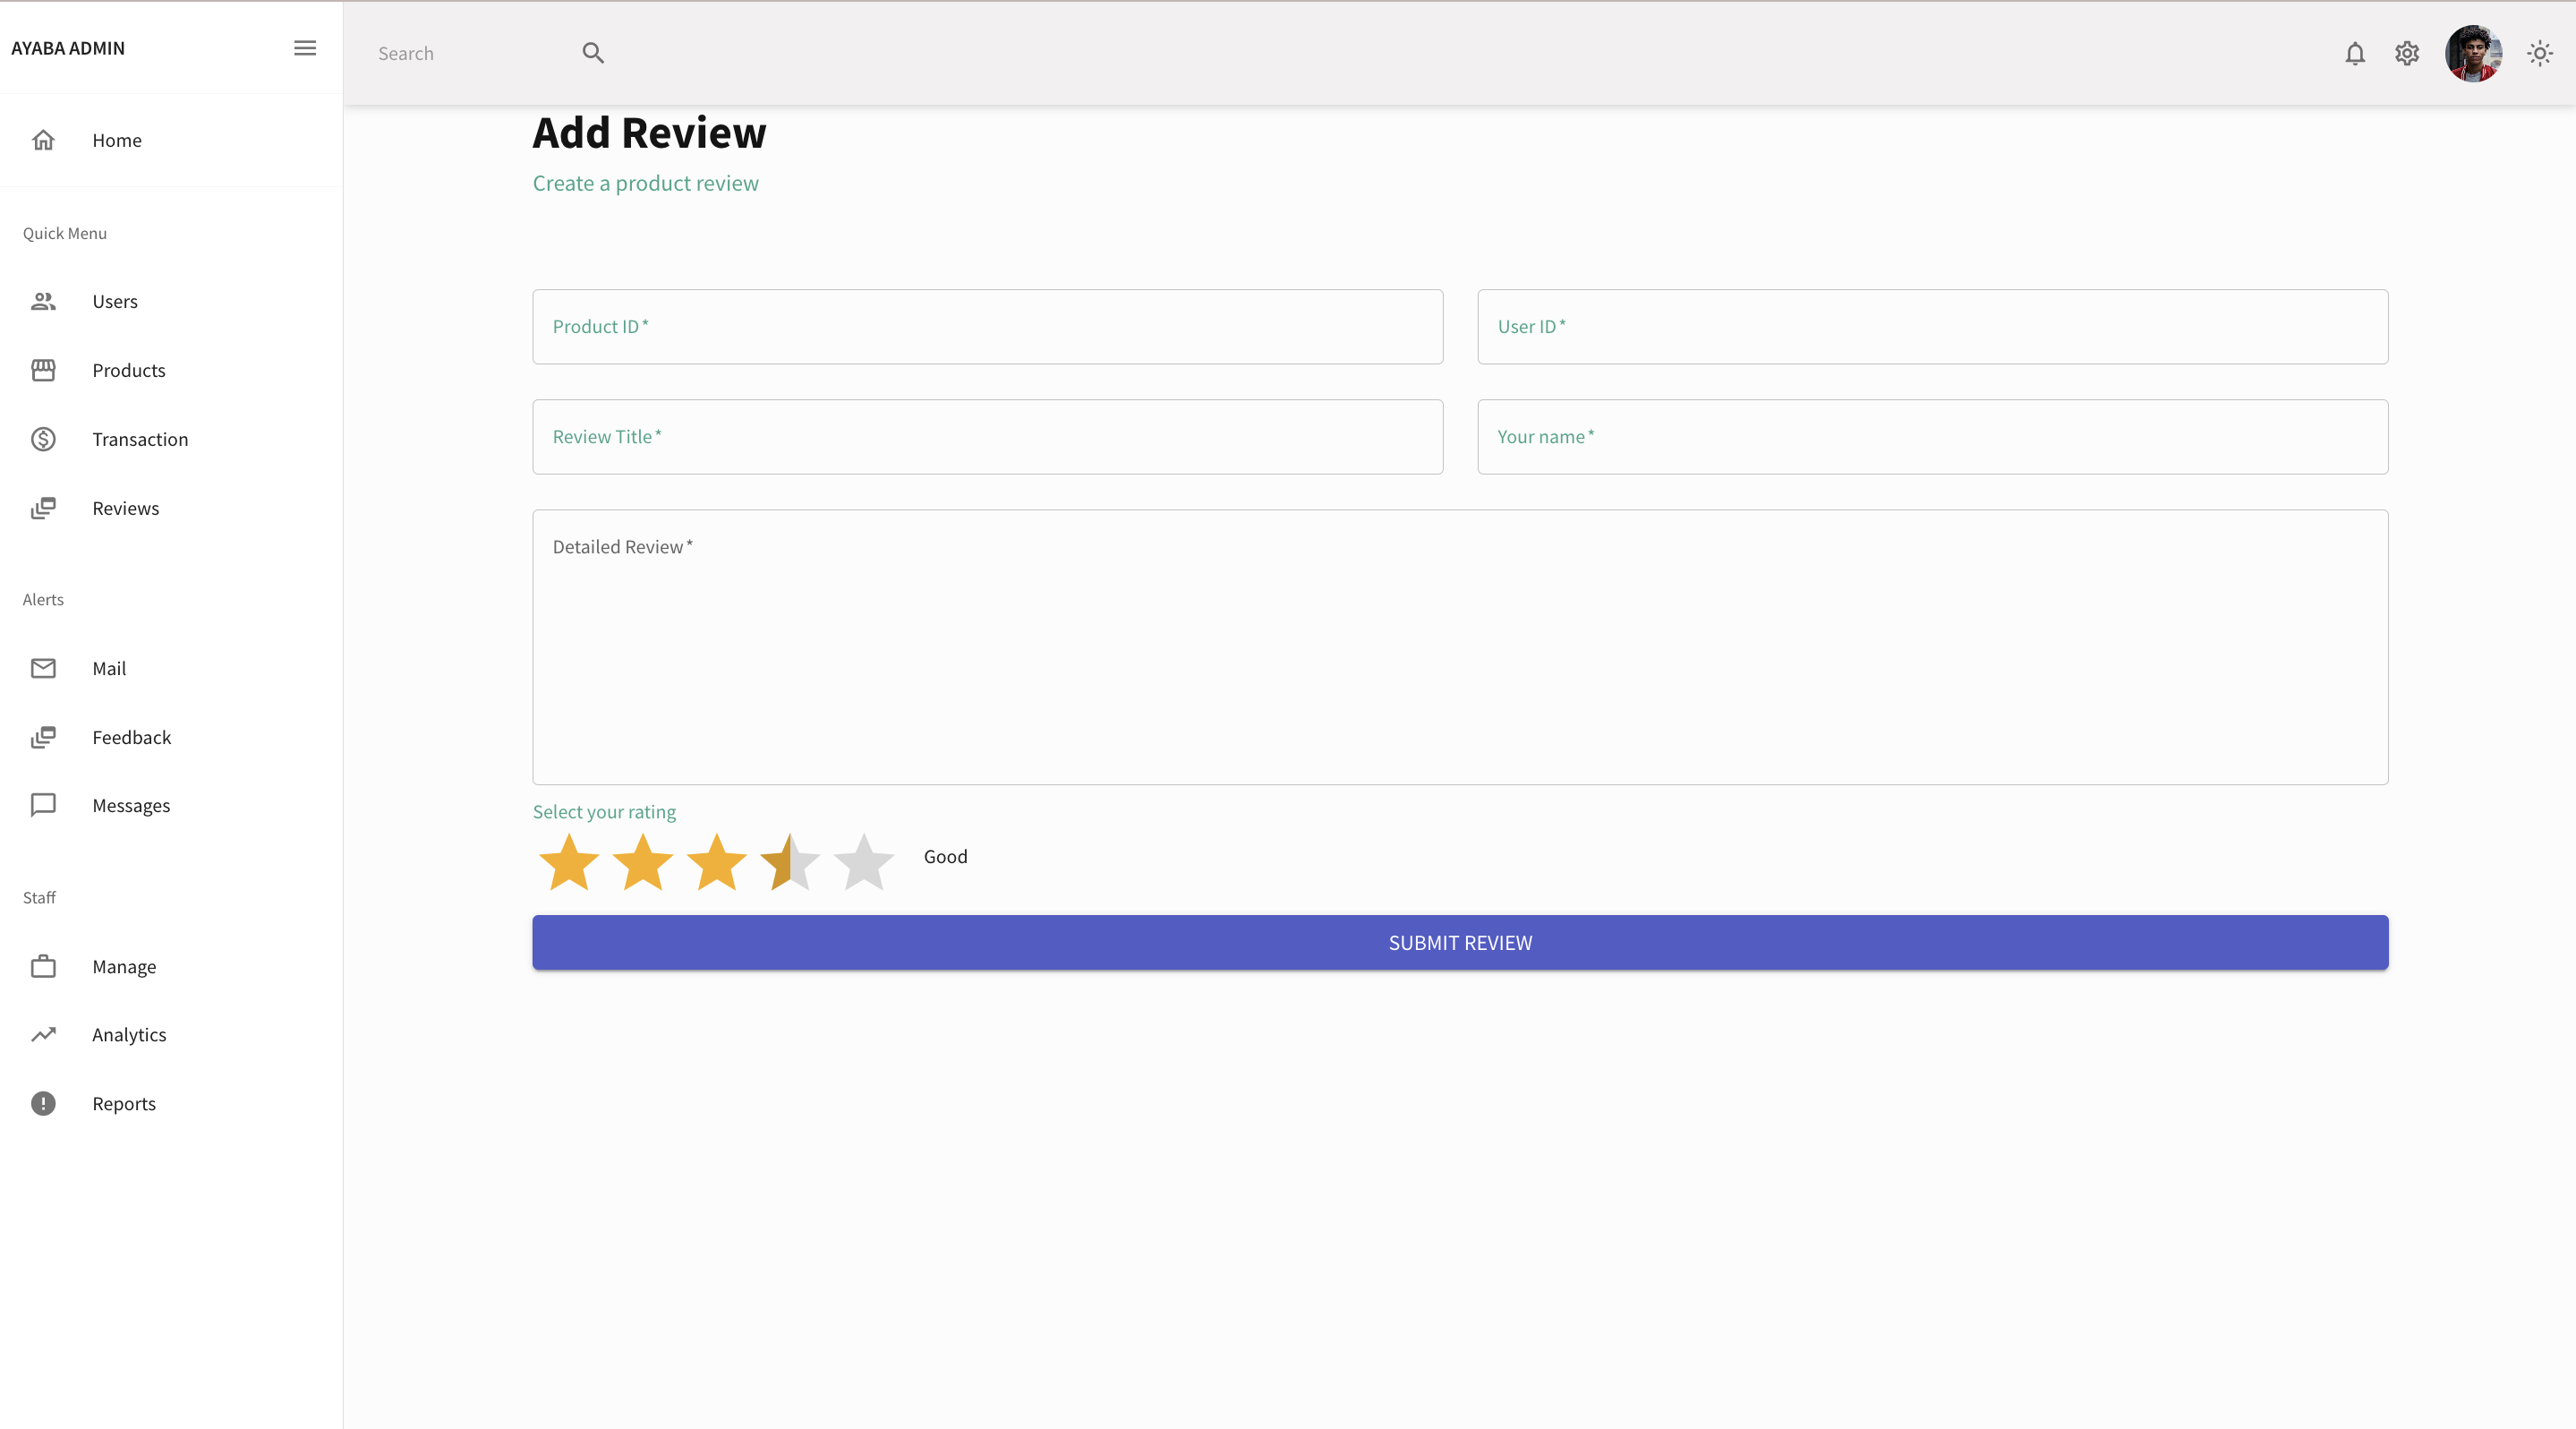 AYABA ADMIN
Search
Home
Quick Menu
Users
Products
Transaction
Reviews
Alerts
Mail
Feedback
Messages
Staff
Manage
Analytics
Reports
Add Review
Create a product review
Product ID *
User ID *
Review Title *
Your name *
Detailed Review *
Select your rating
Good
SUBMIT REVIEW